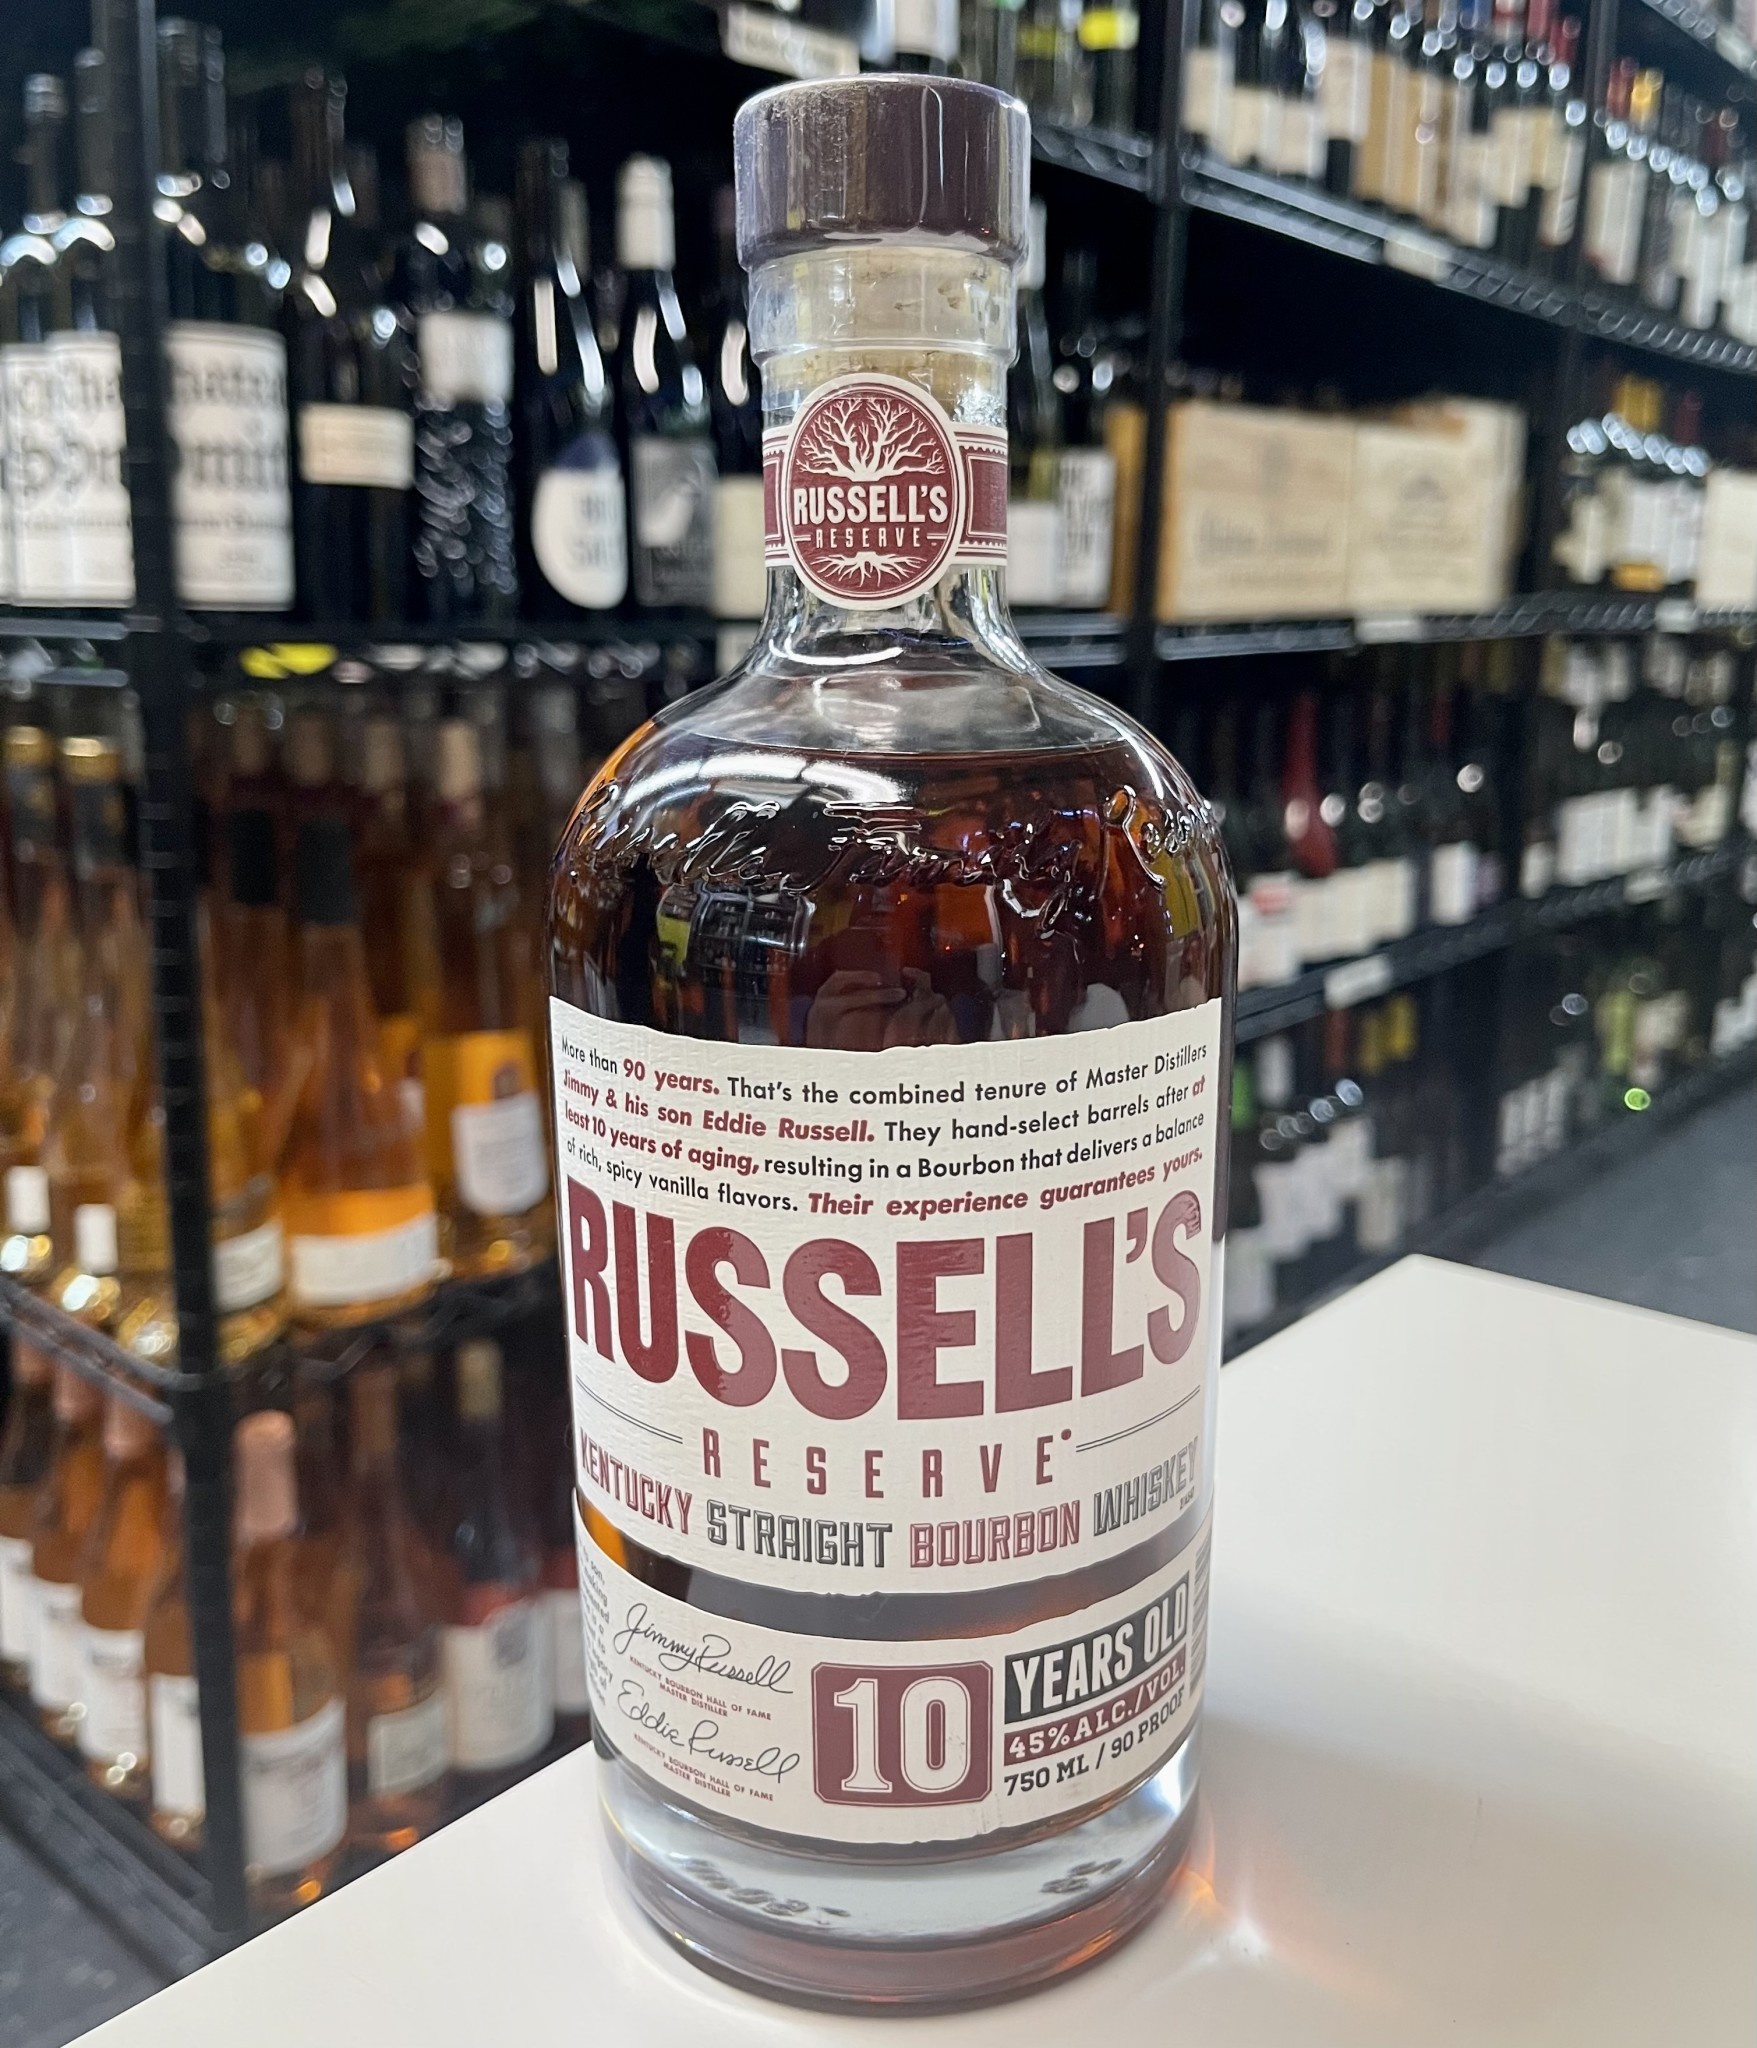 RUSSELL'S
RESERVE
More than 90 years. That's the combined tenure of Master Distillers
Jimmy & his son Eddie Russell. They hand-select barrels after at
least 10 years of aging, resulting in a Bourbon that delivers a balance
of rich, spicy vanilla flavors. Their experience guarantees yours.
RUSSELL'S
RESERVE
KENTUCKY STRAIGHT BOURBON WHISKEY
Jimmy Russell
KENTUCKY BOURBON HALL OF FAME
MASTER DISTILLER
Eddie Russell
KENTUCKY BOURBON HALL OF FAME
MASTER DISTILLER
10
YEARS OLD
45% ALC./VOL.
750 ML / 90 PROOF